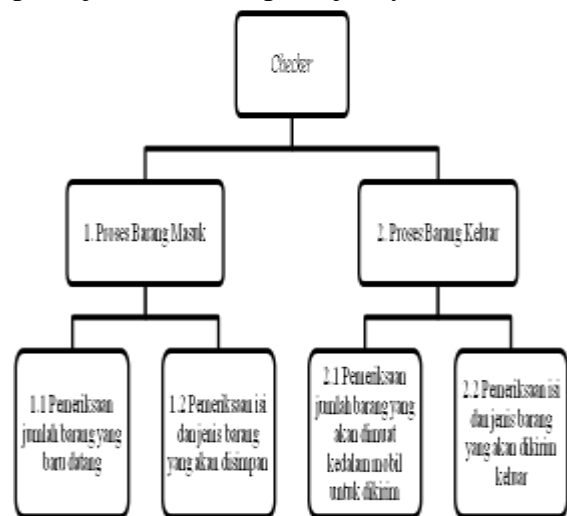 Checker
1. Proses Barang Masuk
2. Proses Barang Keluar
1.1 Pemeriksaan
jumlah barang yang
baru datang
1.2 Pemeriksaan isi
dan jenis barang
yang akan disimpan
2.1 Pemeriksaan
jumlah barang yang
akan dimuat
kedalam mobil
untuk dikirim
2.2 Pemeriksaan isi
dan jenis barang
yang akan dikirim
keluar